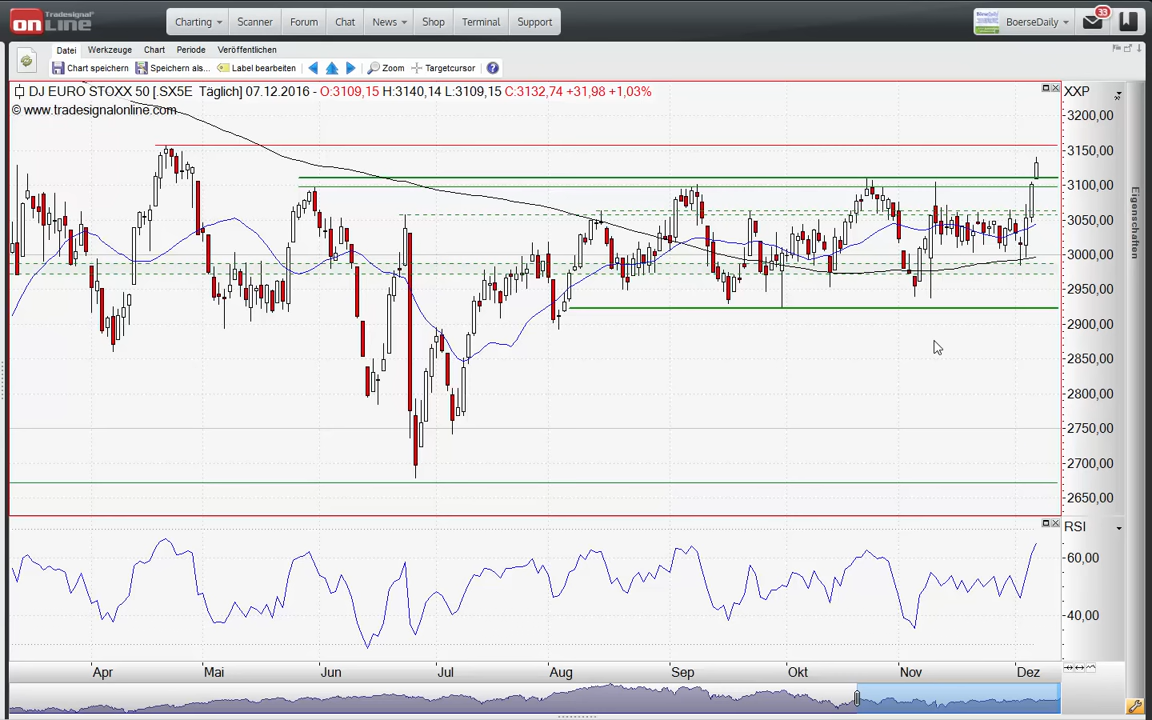 Tradesignal®
ONLINE
Charting
Scanner
Forum
Chat
News
Shop
Terminal
Support
BoerseDaily
33
Datei
Werkzeuge
Chart
Periode
Veröffentlichen
Chart speichern
Speichern als...
Label bearbeiten
Zoom
Targetcursor
DJ EURO STOXX 50 [.SX5E Täglich] 07.12.2016 - O:3109,15 H:3140,14 L:3109,15 C:3132,74 +31,98 +1,03%
© www.tradesignalonline.com
XXP
3200,00
3150,00
3100,00
3050,00
3000,00
2950,00
2900,00
2850,00
2800,00
2750,00
2700,00
2650,00
Eigenschaften
RSI
60,00
40,00
Apr
Mai
Jun
Jul
Aug
Sep
Okt
Nov
Dez